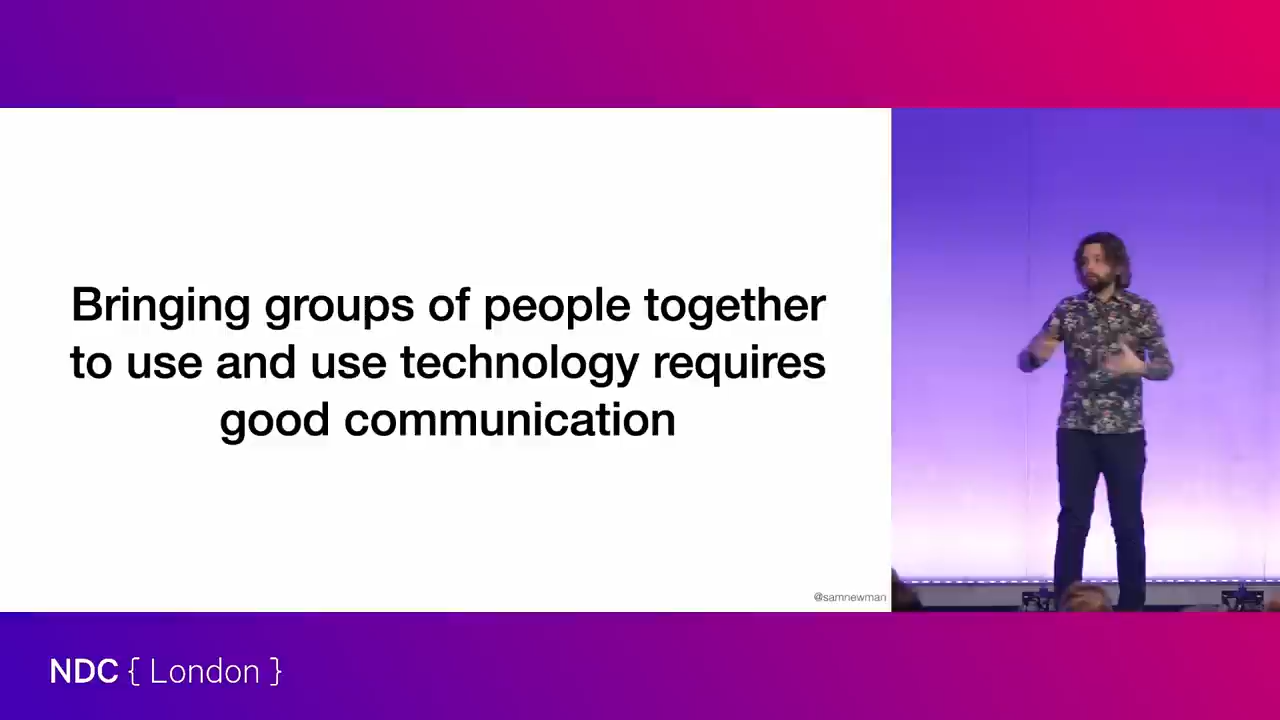 Bringing groups of people together
to use and use technology requires
good communication
@samnewman
NDC { London }